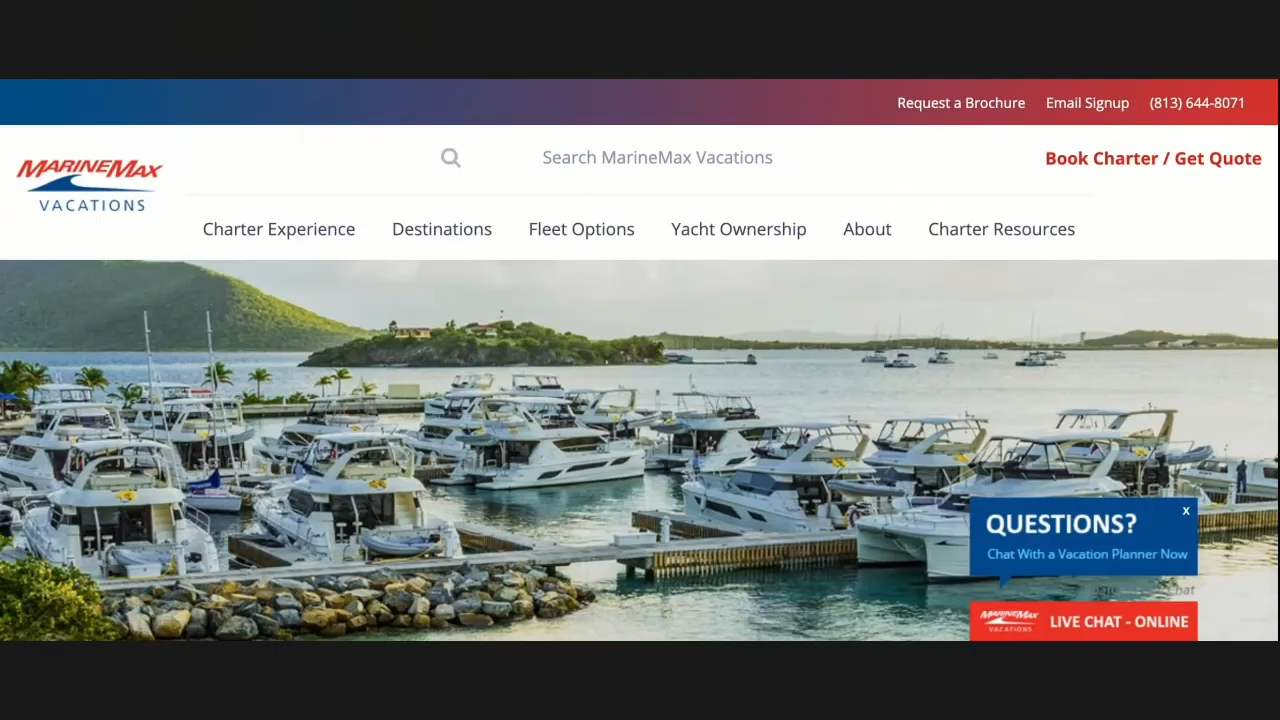 Request a Brochure Email Signup (813) 644-8071
MARINEMAX
VACATIONS
Search MarineMax Vacations
Book Charter / Get Quote
Charter Experience Destinations Fleet Options Yacht Ownership About Charter Resources
X
QUESTIONS?
Chat With a Vacation Planner Now
MARINEMAX
VACATIONS
LIVE CHAT - ONLINE